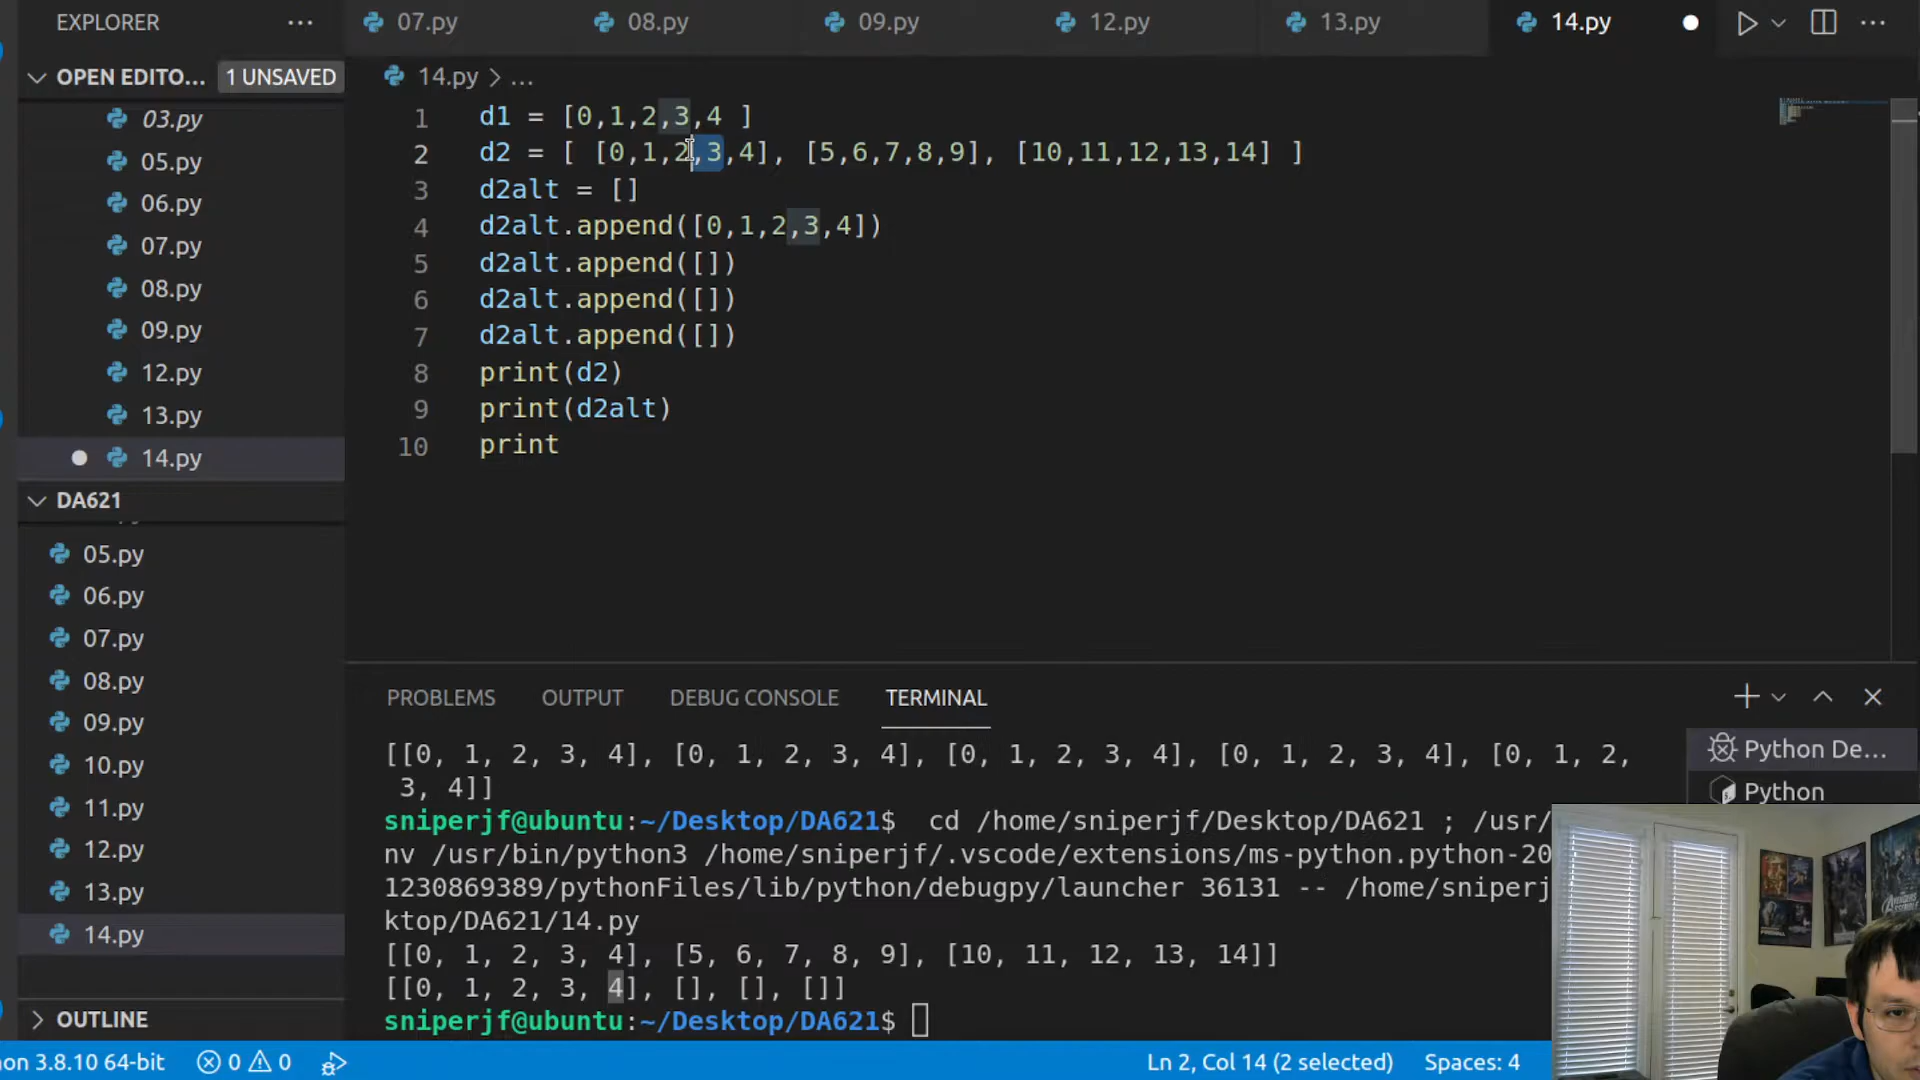 EXPLORER ···
07.py 08.py 09.py 12.py 13.py 14.py ···
OPEN EDITO... 1 UNSAVED
03.py
05.py
06.py
07.py
08.py
09.py
12.py
13.py
14.py
DA621
05.py
06.py
07.py
08.py
09.py
10.py
11.py
12.py
13.py
14.py
OUTLINE
14.py > ...
1 d1 = [0,1,2,3,4 ]
2 d2 = [ [0,1,2,3,4], [5,6,7,8,9], [10,11,12,13,14] ]
3 d2alt = []
4 d2alt.append([0,1,2,3,4])
5 d2alt.append([])
6 d2alt.append([])
7 d2alt.append([])
8 print(d2)
9 print(d2alt)
10 print
PROBLEMS OUTPUT DEBUG CONSOLE TERMINAL
[[0, 1, 2, 3, 4], [0, 1, 2, 3, 4], [0, 1, 2, 3, 4], [0, 1, 2, 3, 4], [0, 1, 2,
3, 4]]
sniperjf@ubuntu:~/Desktop/DA621$ cd /home/sniperjf/Desktop/DA621 ; /usr/
nv /usr/bin/python3 /home/sniperjf/.vscode/extensions/ms-python.python-20
1230869389/pythonFiles/lib/python/debugpy/launcher 36131 -- /home/sniperj
ktop/DA621/14.py
[[0, 1, 2, 3, 4], [5, 6, 7, 8, 9], [10, 11, 12, 13, 14]]
[[0, 1, 2, 3, 4], [], [], []]
sniperjf@ubuntu:~/Desktop/DA621$
Python De...
Python
on 3.8.10 64-bit 0 0 Ln 2, Col 14 (2 selected) Spaces: 4